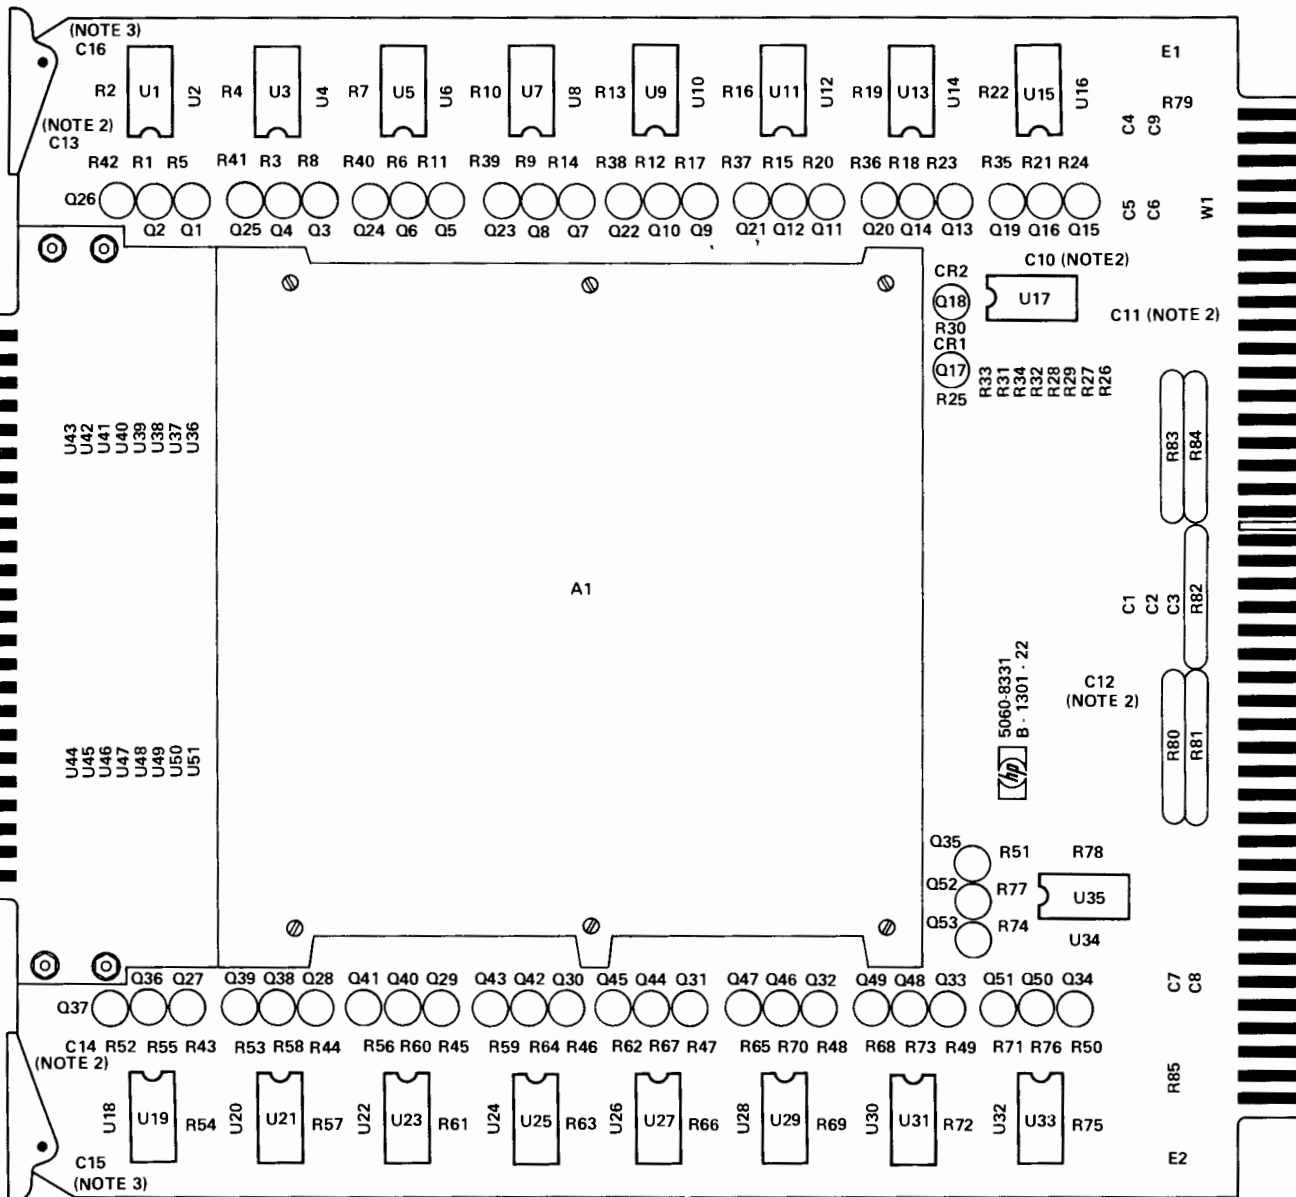 (NOTE 3)
C16
E1
R2 U1 U2 R4 U3 U4 R7 U5 U6 R10 U7 U8 R13 U9 U10 R16 U11 U12 R19 U13 U14 R22 U15 U16
R79
(NOTE 2)
C13
C4 C9
R42 R1 R5 R41 R3 R8 R40 R6 R11 R39 R9 R14 R38 R12 R17 R37 R15 R20 R36 R18 R23 R35 R21 R24
Q26
C5 C6 W1
Q2 Q1 Q25 Q4 Q3 Q24 Q6 Q5 Q23 Q8 Q7 Q22 Q10 Q9 Q21 Q12 Q11 Q20 Q14 Q13 Q19 Q16 Q15
C10 (NOTE2)
CR2
Q18
U17
C11 (NOTE 2)
R30
CR1
Q17
R25
R33
R31
R34
R32
R28
R29
R27
R26
U43
U42
U41
U40
U39
U38
U37
U36
R83
R84
A1
C1
C2
C3
R82
5060-8331
B - 1301 - 22
hp
C12
(NOTE 2)
R80
R81
U44
U45
U46
U47
U48
U49
U50
U51
Q35 R51 R78
Q52 R77 U35
Q53 R74
U34
Q36 Q27 Q39 Q38 Q28 Q41 Q40 Q29 Q43 Q42 Q30 Q45 Q44 Q31 Q47 Q46 Q32 Q49 Q48 Q33 Q51 Q50 Q34
C7 C8
Q37
C14 R52 R55 R43 R53 R58 R44 R56 R60 R45 R59 R64 R46 R62 R67 R47 R65 R70 R48 R68 R73 R49 R71 R76 R50
(NOTE 2)
R85
U18 U19 R54 U20 U21 R57 U22 U23 R61 U24 U25 R63 U26 U27 R66 U28 U29 R69 U30 U31 R72 U32 U33 R75
C15
(NOTE 3)
E2